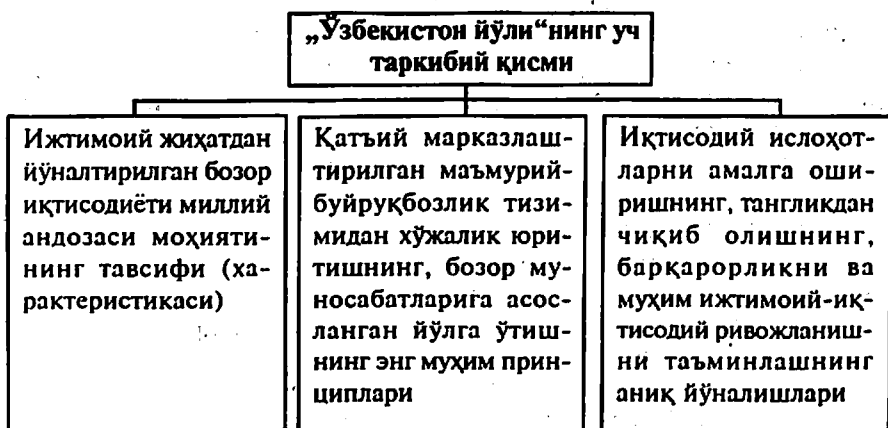 „Ўзбекистон йўли“нинг уч
таркибий қисми
Ижтимоий жиҳатдан
йўналтирилган бозор
иқтисодиёти миллий
андозаси моҳияти-
нинг тавсифи (ха-
рактеристикаси)
Қатъий марказлаш-
тирилган маъмурий-
буйруқбозлик тизи-
мидан хўжалик юри-
тишнинг, бозор му-
носабатларига асос-
ланган йўлга ўтиш-
нинг энг муҳим прин-
циплари
Иқтисодий ислоҳот-
ларни амалга оши-
ришнинг, тангликдан
чиқиб олишнинг,
барқарорликни ва
муҳим ижтимоий-иқ-
тисодий ривожланиш-
ни таъминлашнинг
аниқ йўналишлари